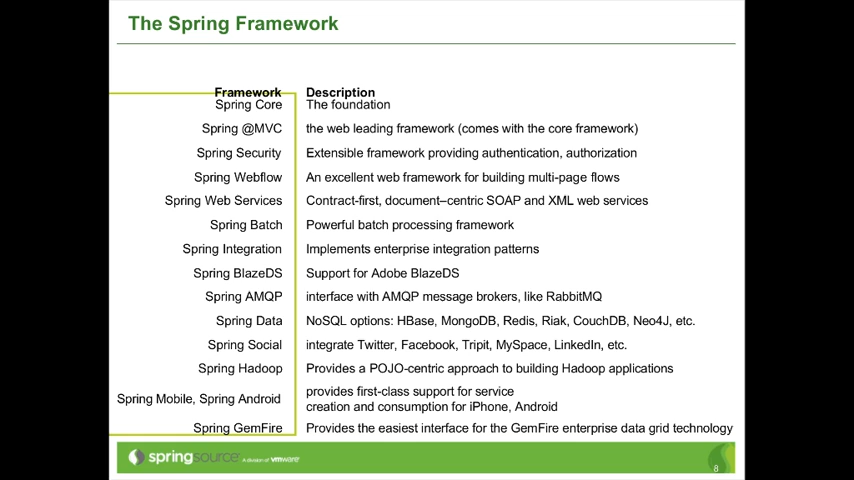 The Spring Framework
Framework Description
Spring Core The foundation
Spring @MVC the web leading framework (comes with the core framework)
Spring Security Extensible framework providing authentication, authorization
Spring Webflow An excellent web framework for building multi-page flows
Spring Web Services Contract-first, document–centric SOAP and XML web services
Spring Batch Powerful batch processing framework
Spring Integration Implements enterprise integration patterns
Spring BlazeDS Support for Adobe BlazeDS
Spring AMQP interface with AMQP message brokers, like RabbitMQ
Spring Data NoSQL options: HBase, MongoDB, Redis, Riak, CouchDB, Neo4J, etc.
Spring Social integrate Twitter, Facebook, Tripit, MySpace, LinkedIn, etc.
Spring Hadoop Provides a POJO-centric approach to building Hadoop applications
Spring Mobile, Spring Android provides first-class support for service
creation and consumption for iPhone, Android
Spring GemFire Provides the easiest interface for the GemFire enterprise data grid technology
springsource A division of vmware
8